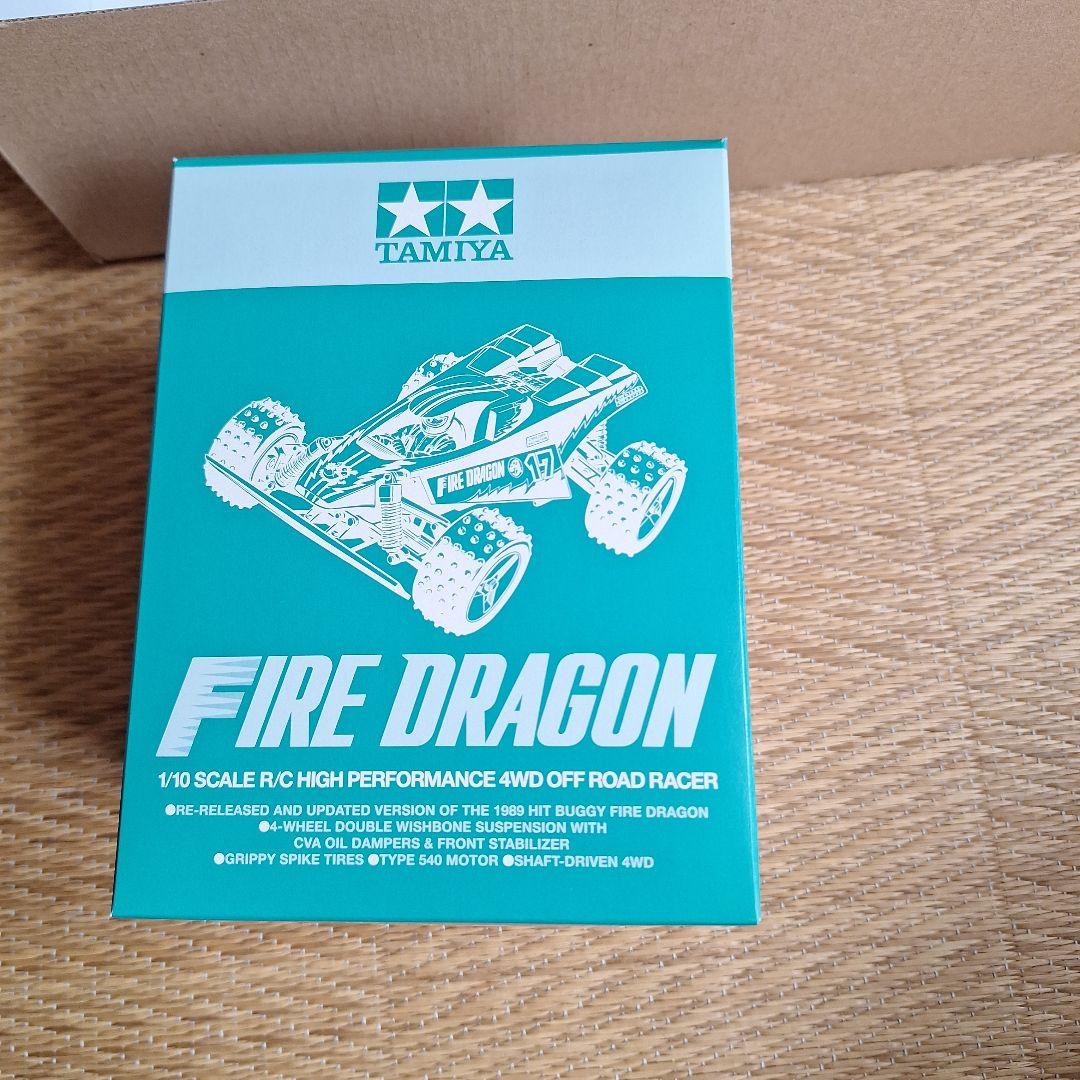 TAMIYA
FIRE DRAGON 17
FIRE DRAGON
1/10 SCALE R/C HIGH PERFORMANCE 4WD OFF ROAD RACER
●RE-RELEASED AND UPDATED VERSION OF THE 1989 HIT BUGGY FIRE DRAGON
●4-WHEEL DOUBLE WISHBONE SUSPENSION WITH
CVA OIL DAMPERS & FRONT STABILIZER
●GRIPPY SPIKE TIRES ●TYPE 540 MOTOR ●SHAFT-DRIVEN 4WD